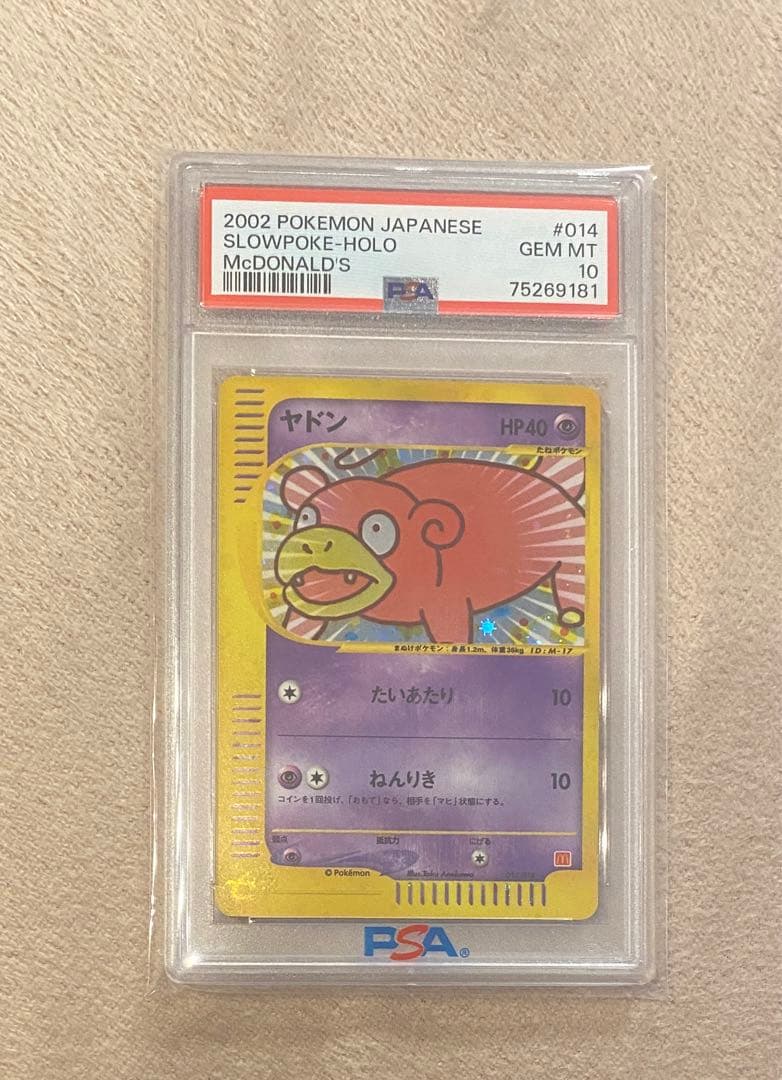 2002 POKEMON JAPANESE #014
SLOWPOKE-HOLO GEM MT
McDONALD'S 10
PSA 75269181
ヤドン HP40
たねポケモン
まぬけポケモン：身長1.2m、体重36kg ID:M-17
たいあたり 10
ねんりき 10
コインを1回投げ、「おもて」なら、相手を「マヒ」状態にする。
弱点 抵抗力 にげる
© Pokémon Illus.
PSA®